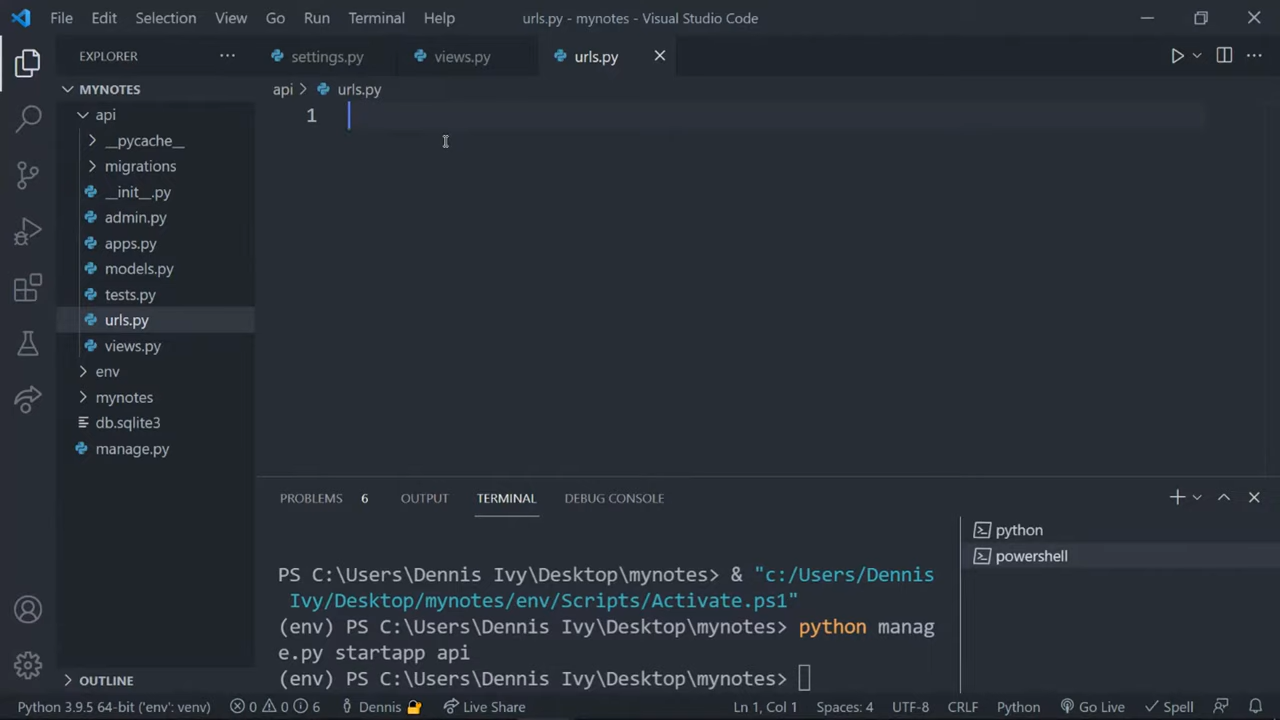 File Edit Selection View Go Run Terminal Help urls.py - mynotes - Visual Studio Code
EXPLORER
settings.py views.py urls.py
MYNOTES
api > urls.py
api
1
__pycache__
migrations
__init__.py
admin.py
apps.py
models.py
tests.py
urls.py
views.py
env
mynotes
db.sqlite3
manage.py
OUTLINE
PROBLEMS 6 OUTPUT TERMINAL DEBUG CONSOLE
python
powershell
PS C:\Users\Dennis Ivy\Desktop\mynotes> & "c:/Users/Dennis
Ivy/Desktop/mynotes/env/Scripts/Activate.ps1"
(env) PS C:\Users\Dennis Ivy\Desktop\mynotes> python manag
e.py startapp api
(env) PS C:\Users\Dennis Ivy\Desktop\mynotes>
Python 3.9.5 64-bit ('env': venv) 0 0 6 Dennis Live Share Ln 1, Col 1 Spaces: 4 UTF-8 CRLF Python Go Live Spell